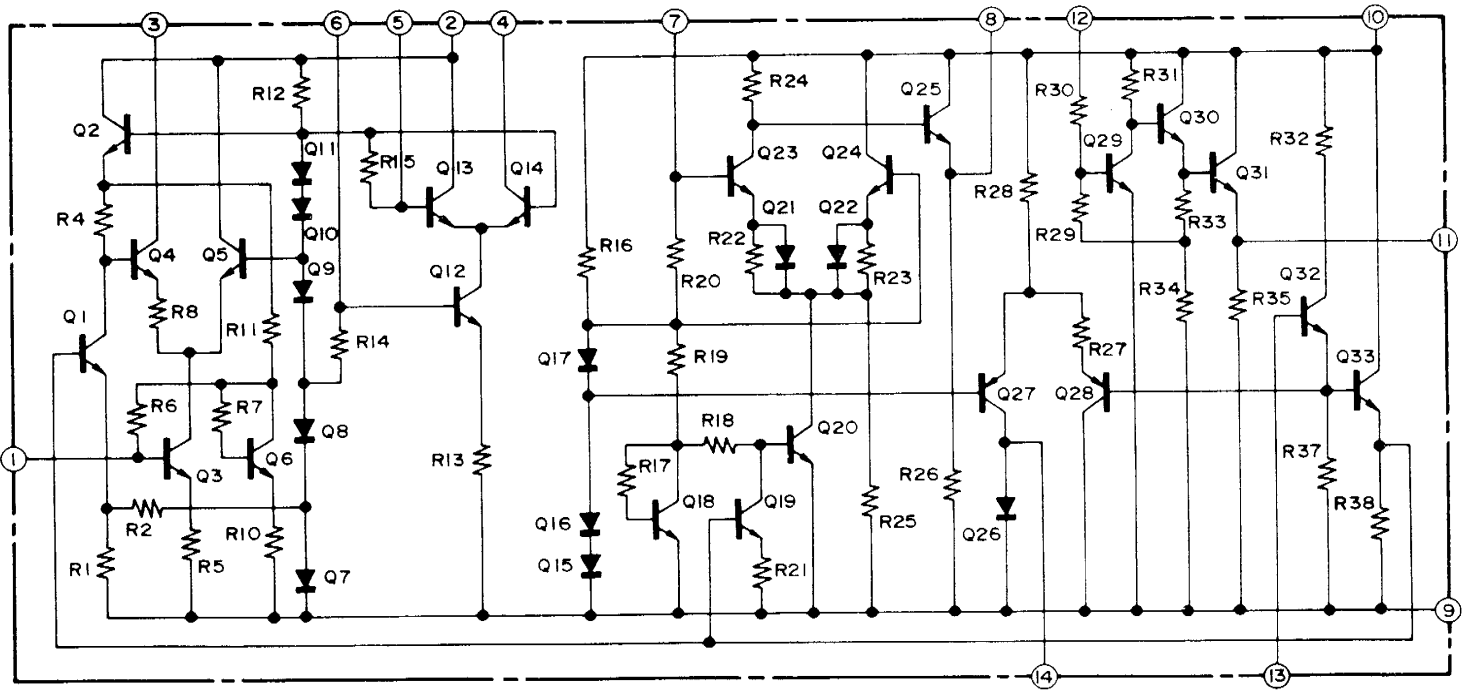 3 6 5 2 4 7 8 12 10
R12 R24 Q25 R31
R30
Q2 Q11 R15 Q13 Q14 Q23 Q24 Q29 Q30 R32
R28 Q31
R4 Q10 Q21 Q22 R29 R33
Q4 Q5 Q9 R16 R22 R23 11
Q12 R20 Q32
R8 R34 R35
Q1 R11 R14
Q17 R19 R27 Q33
R6 R7 Q27 Q28
Q8 R18 Q20
1 Q3 Q6 R13 R17 R26 R37
R2 Q18 Q19 R25 R38
R10 Q16 Q26
R1 R5 Q7 Q15 R21
9
14 13